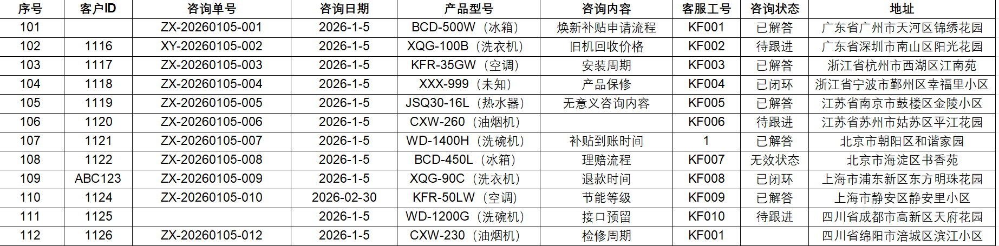 序号 客户ID 咨询单号 咨询日期 产品型号 咨询内容 客服工号 咨询状态 地址
101 ZX-20260105-001 2026-1-5 BCD-500W（冰箱） 焕新补贴申请流程 KF001 已解答 广东省广州市天河区锦绣花园
102 1116 XY-20260105-002 2026-1-5 XQG-100B（洗衣机） 旧机回收价格 KF002 待跟进 广东省深圳市南山区阳光花园
103 1117 ZX-20260105-003 2026-1-5 KFR-35GW（空调） 安装周期 KF003 已解答 浙江省杭州市西湖区江南苑
104 1118 ZX-20260105-004 2026-1-5 XXX-999（未知） 产品保修 KF004 已闭环 浙江省宁波市鄞州区幸福里小区
105 1119 ZX-20260105-005 2026-1-5 JSQ30-16L（热水器） 无意义咨询内容 KF005 已解答 江苏省南京市鼓楼区金陵小区
106 1120 ZX-20260105-006 2026-1-5 CXW-260（油烟机） KF006 待跟进 江苏省苏州市姑苏区平江花园
107 1121 ZX-20260105-007 2026-1-5 WD-1400H（洗碗机） 补贴到账时间 1 已解答 北京市朝阳区和谐家园
108 1122 ZX-20260105-008 2026-1-5 BCD-450L（冰箱） 理赔流程 KF007 无效状态 北京市海淀区书香苑
109 ABC123 ZX-20260105-009 2026-1-5 XQG-90C（洗衣机） 退款时间 KF008 已闭环 上海市浦东新区东方明珠花园
110 1124 ZX-20260105-010 2026-02-30 KFR-50LW（空调） 节能等级 KF009 已解答 上海市静安区静安里小区
111 1125 2026-1-5 WD-1200G（洗碗机） 接口预留 KF010 待跟进 四川省成都市高新区天府花园
112 1126 ZX-20260105-012 2026-1-5 CXW-230（油烟机） 检修周期 KF001 四川省绵阳市涪城区滨江小区